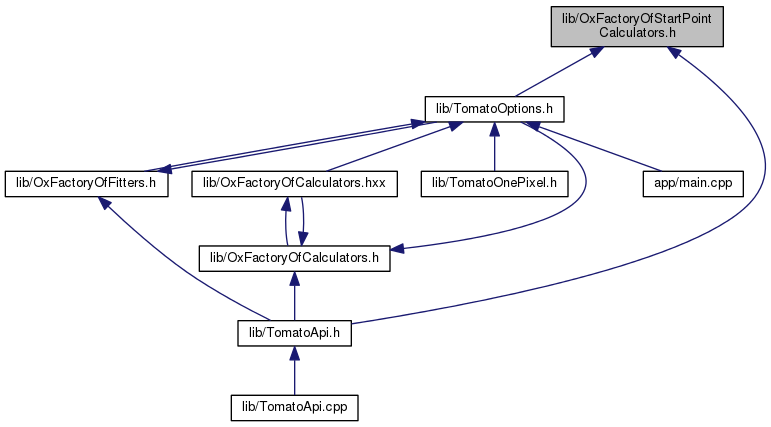 lib/OxFactoryOfStartPoint
Calculators.h
lib/TomatoOptions.h
lib/OxFactoryOfFitters.h
lib/OxFactoryOfCalculators.hxx
lib/TomatoOnePixel.h
app/main.cpp
lib/OxFactoryOfCalculators.h
lib/TomatoApi.h
lib/TomatoApi.cpp